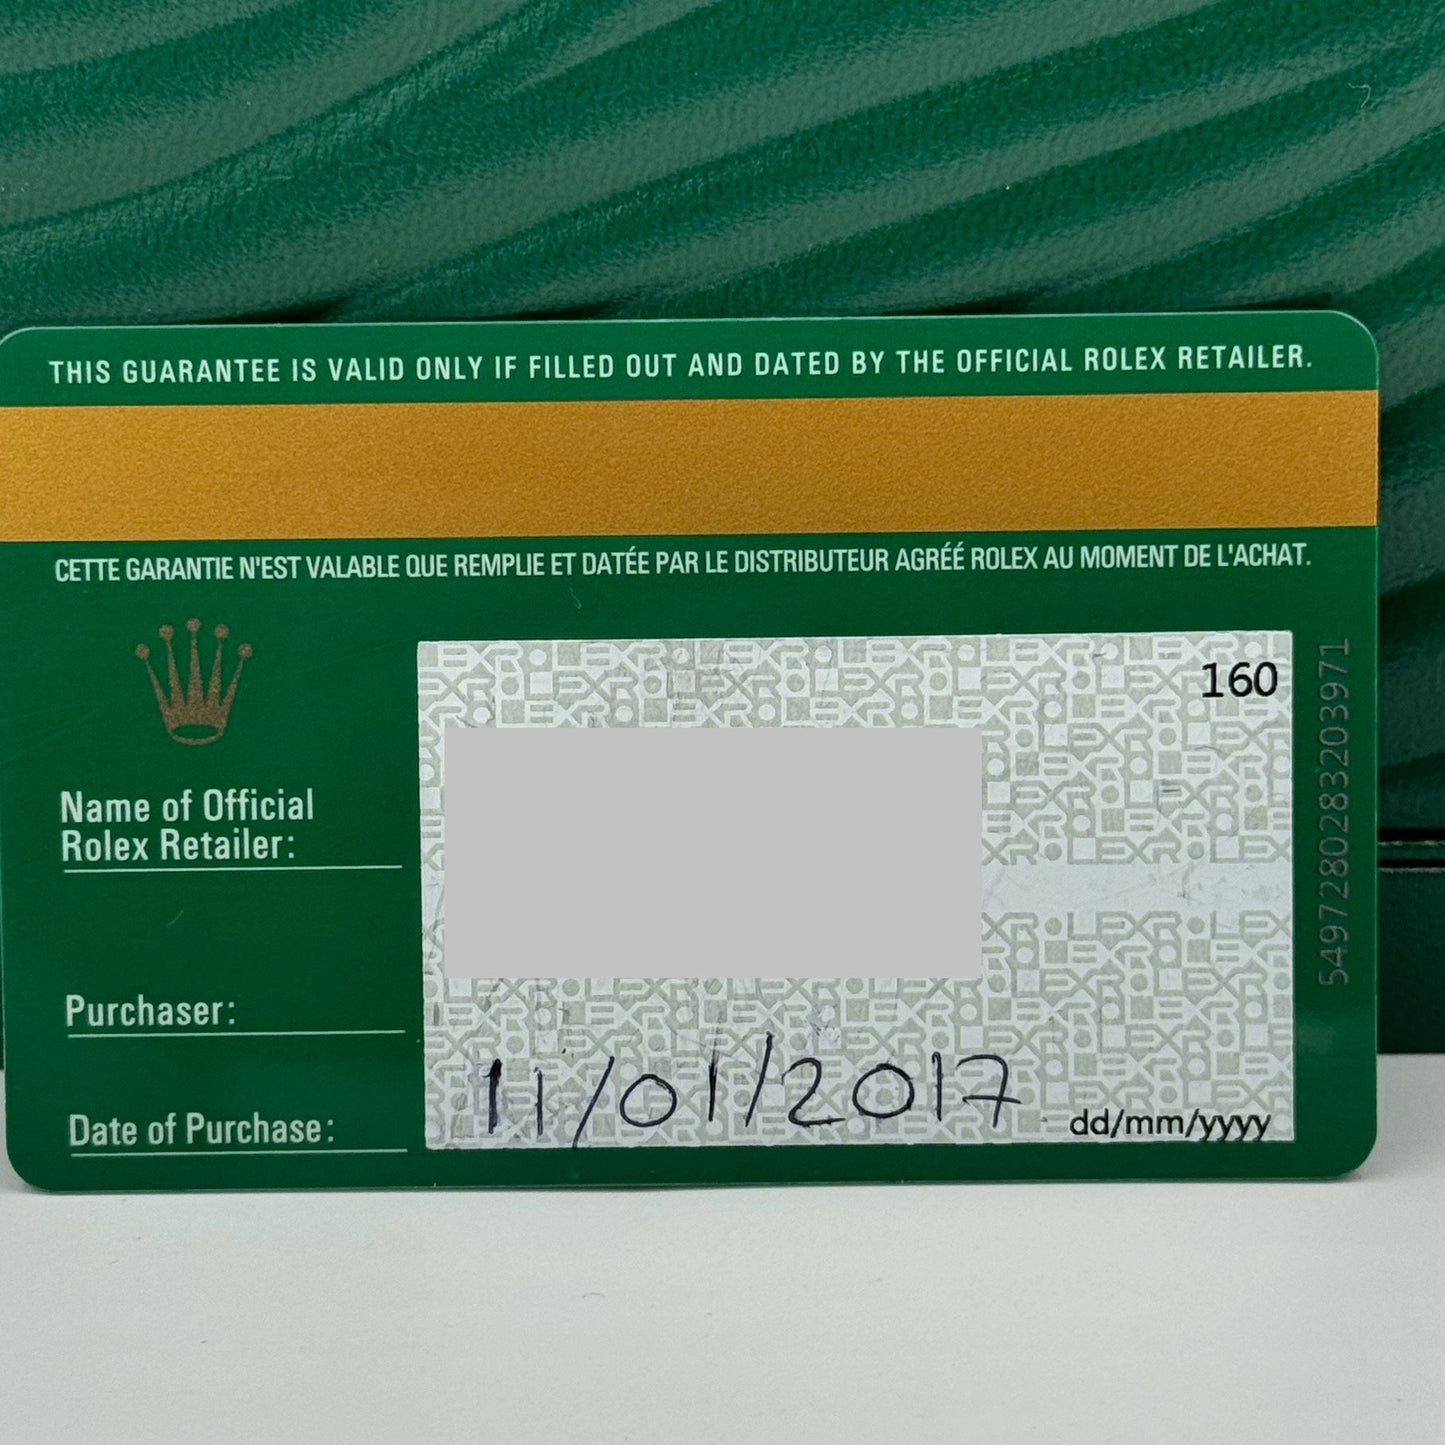 THIS GUARANTEE IS VALID ONLY IF FILLED OUT AND DATED BY THE OFFICIAL ROLEX RETAILER.
CETTE GARANTIE N'EST VALABLE QUE REMPLIE ET DATÉE PAR LE DISTRIBUTEUR AGRÉÉ ROLEX AU MOMENT DE L'ACHAT.
160
Name of Official
Rolex Retailer:
Purchaser:
Date of Purchase:
11/01/2017
dd/mm/yyyy
5497280283203971